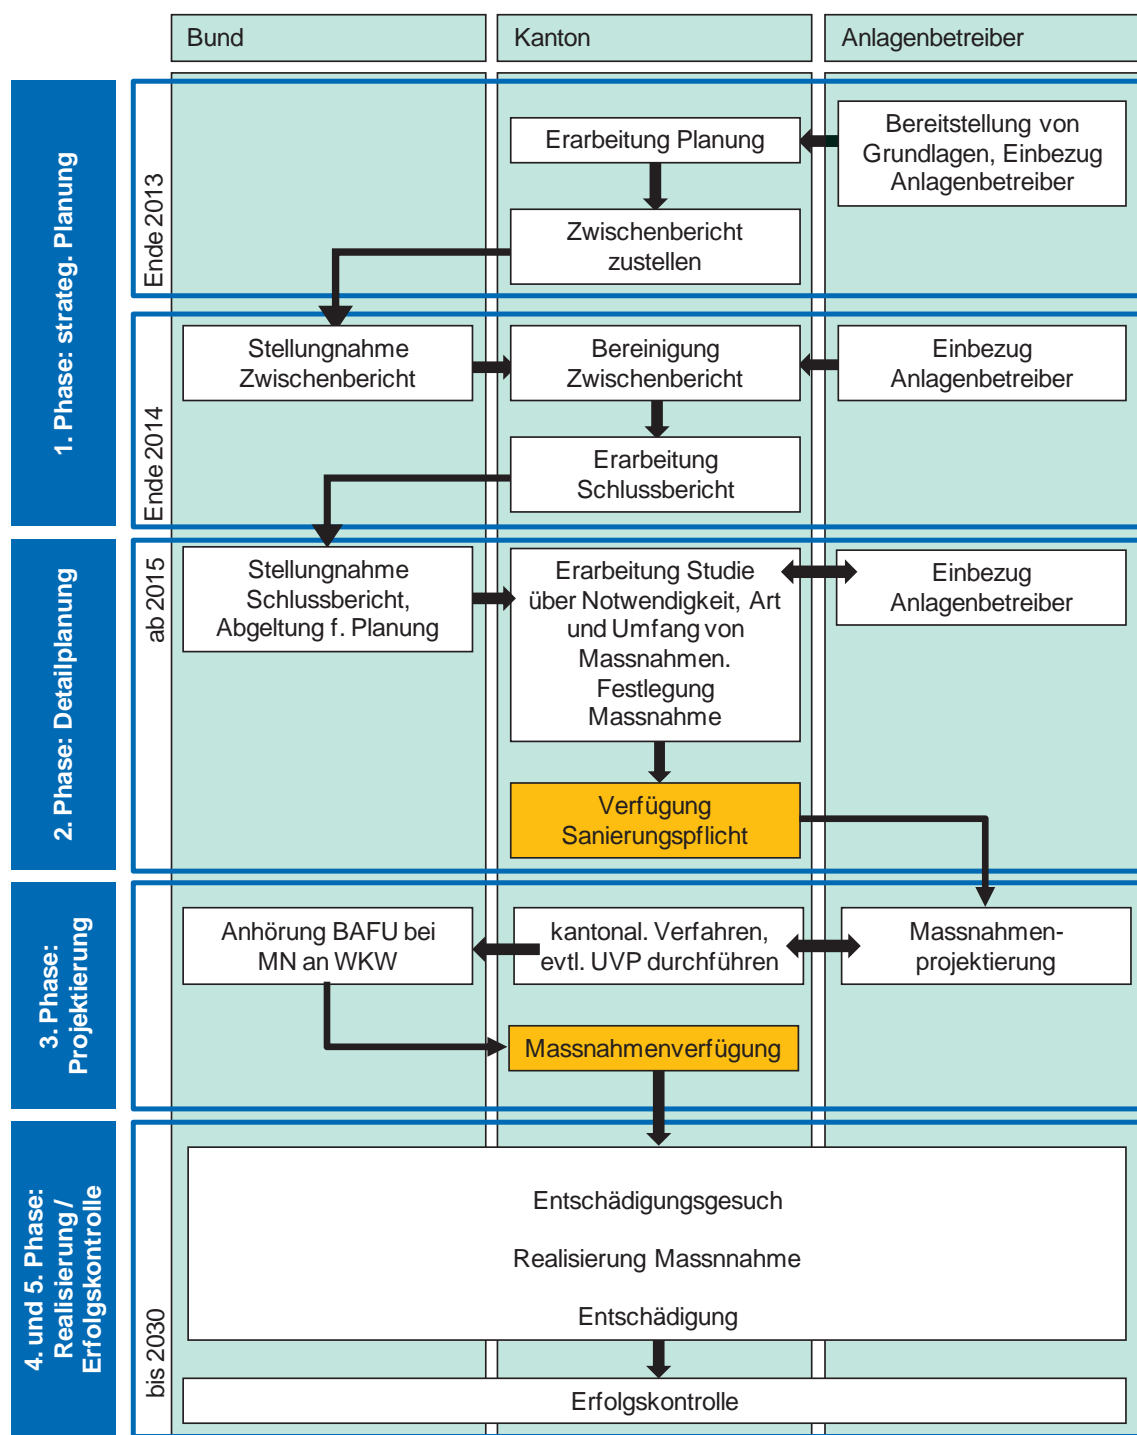 Bund
Kanton
Anlagenbetreiber
1. Phase: strateg. Planung
Ende 2013
Erarbeitung Planung
Bereitstellung von
Grundlagen, Einbezug
Anlagenbetreiber
Zwischenbericht
zustellen
Ende 2014
Stellungnahme
Zwischenbericht
Bereinigung
Zwischenbericht
Einbezug
Anlagenbetreiber
Erarbeitung
Schlussbericht
2. Phase: Detailplanung
ab 2015
Stellungnahme
Schlussbericht,
Abgeltung f. Planung
Erarbeitung Studie
über Notwendigkeit, Art
und Umfang von
Massnahmen.
Festlegung
Massnahme
Einbezug
Anlagenbetreiber
Verfügung
Sanierungspflicht
3. Phase:
Projektierung
Anhörung BAFU bei
MN an WKW
kantonal. Verfahren,
evtl. UVP durchführen
Massnahmen-
projektierung
Massnahmenverfügung
4. und 5. Phase:
Realisierung /
Erfolgskontrolle
bis 2030
Entschädigungsgesuch
Realisierung Massnnahme
Entschädigung
Erfolgskontrolle